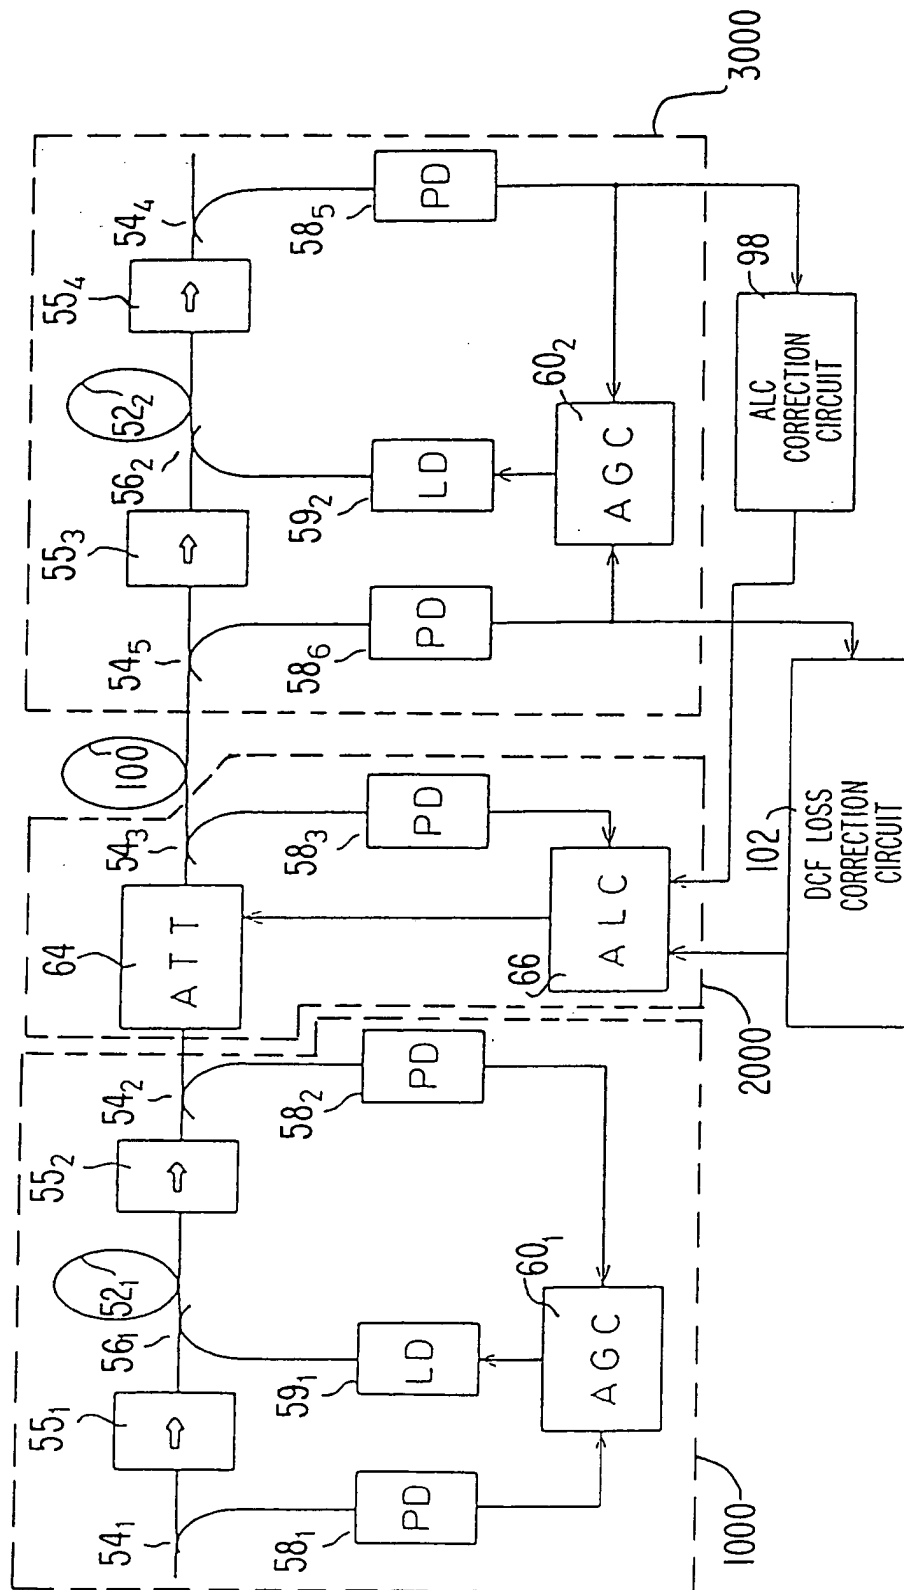 54₁
55₁
56₁
52₁
55₂
54₂
64
ATT
54₃
100
54₅
55₃
56₂
52₂
55₄
54₄
58₁
PD
59₁
LD
58₂
PD
58₃
PD
58₆
PD
59₂
LD
58₅
PD
60₁
AGC
66
ALC
60₂
AGC
98
ALC
CORRECTION
CIRCUIT
102
DCF LOSS
CORRECTION
CIRCUIT
1000
2000
3000